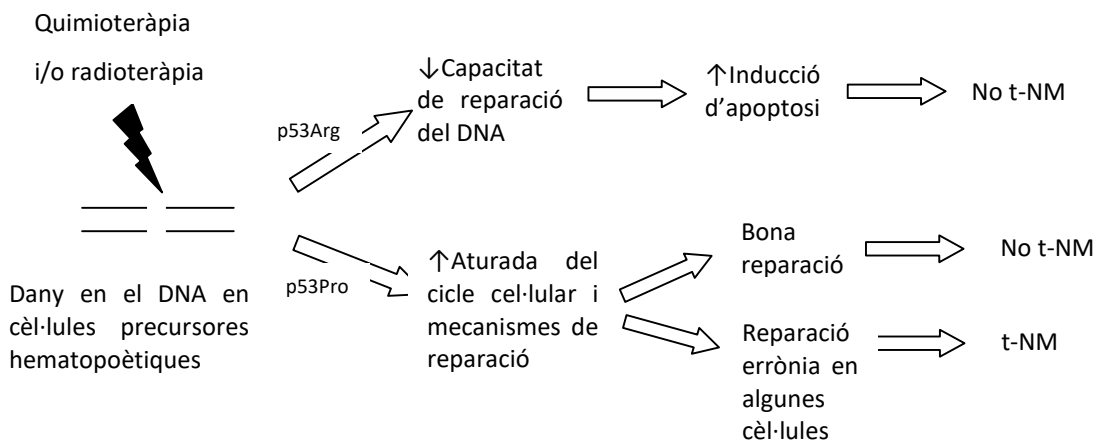 Quimioteràpia
i/o radioteràpia
↓Capacitat
de reparació
del DNA
↑Inducció
d’apoptosi
No t-NM
p53Arg
p53Pro
Dany en el DNA en
cèl·lules precursores
hematopoètiques
↑Aturada del
cicle cel·lular i
mecanismes de
reparació
Bona
reparació
No t-NM
Reparació
errònia en
algunes
cèl·lules
t-NM